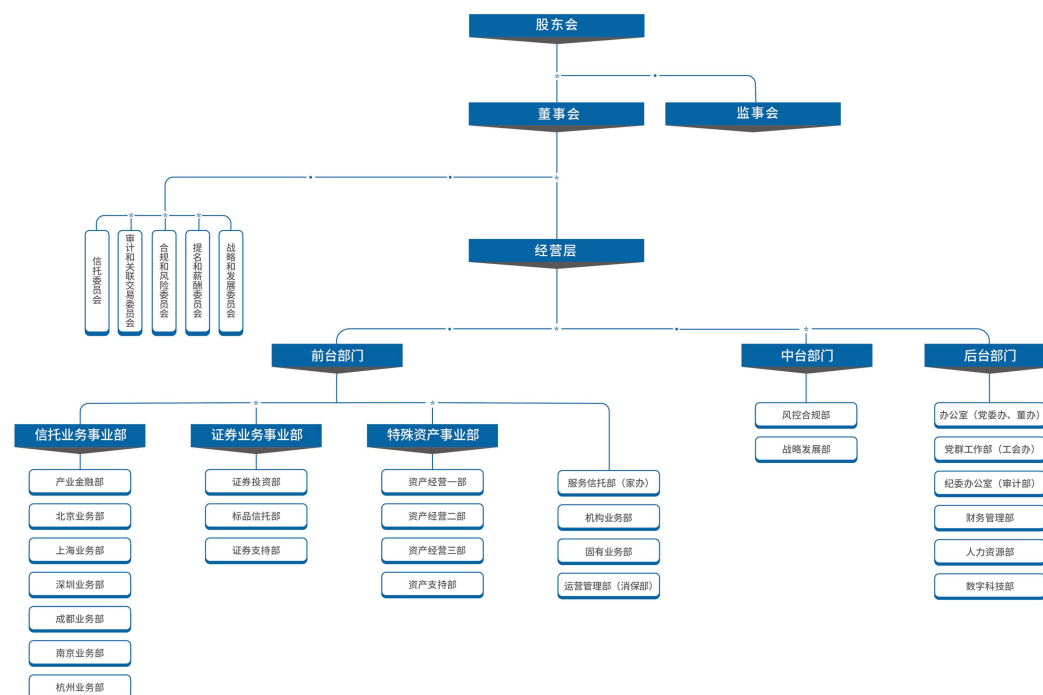 股东会
董事会
监事会
信托委员会
审计和关联交易委员会
合规和风险委员会
提名和薪酬委员会
战略和发展委员会
经营层
前台部门
中台部门
后台部门
信托业务事业部
证券业务事业部
特殊资产事业部
产业金融部
北京业务部
上海业务部
深圳业务部
成都业务部
南京业务部
杭州业务部
证券投资部
标品信托部
证券支持部
资产经营一部
资产经营二部
资产经营三部
资产支持部
服务信托部（家办）
机构业务部
固有业务部
运营管理部（消保部）
风控合规部
战略发展部
办公室（党委办、董办）
党群工作部（工会办）
纪委办公室（审计部）
财务管理部
人力资源部
数字科技部